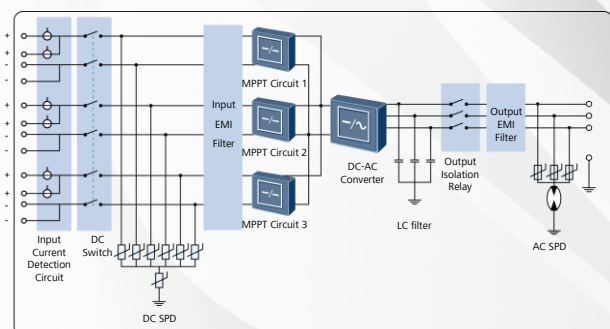 +
+
-
-
+
+
-
-
+
+
-
-
Input
Current
Detection
Circuit
DC
Switch
DC SPD
Input
EMI
Filter
MPPT Circuit 1
MPPT Circuit 2
MPPT Circuit 3
DC-AC
Converter
LC filter
Output
Isolation
Relay
Output
EMI
Filter
AC SPD